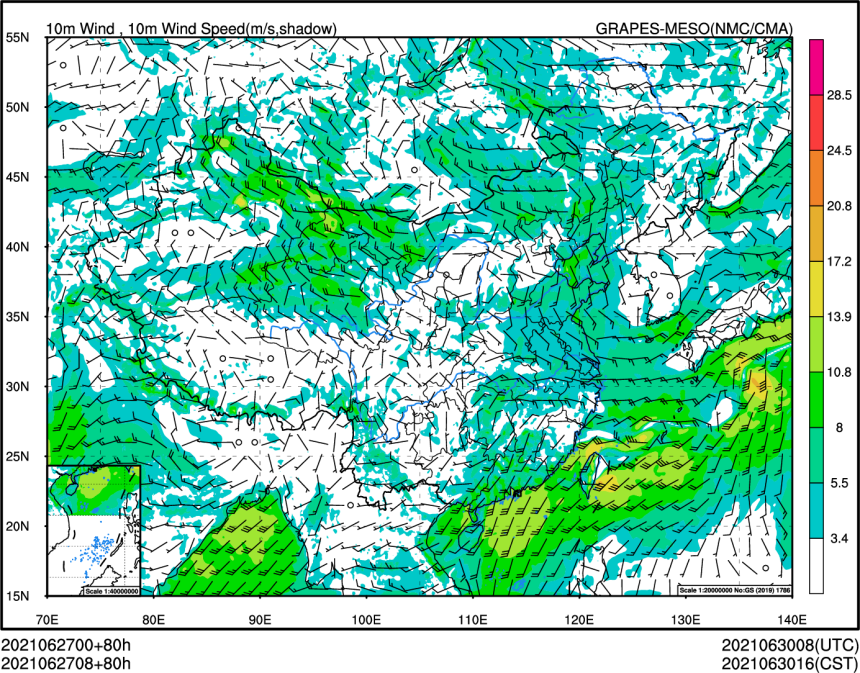 10m Wind , 10m Wind Speed(m/s,shadow) GRAPES-MESO(NMC/CMA)
55N
50N
45N
40N
35N
30N
25N
20N
15N
70E 80E 90E 100E 110E 120E 130E 140E
28.5
24.5
20.8
17.2
13.9
10.8
8
5.5
3.4
Scale 1:40000000
Scale 1:20000000 No:GS (2019) 1786
2021062700+80h 2021063008(UTC)
2021062708+80h 2021063016(CST)